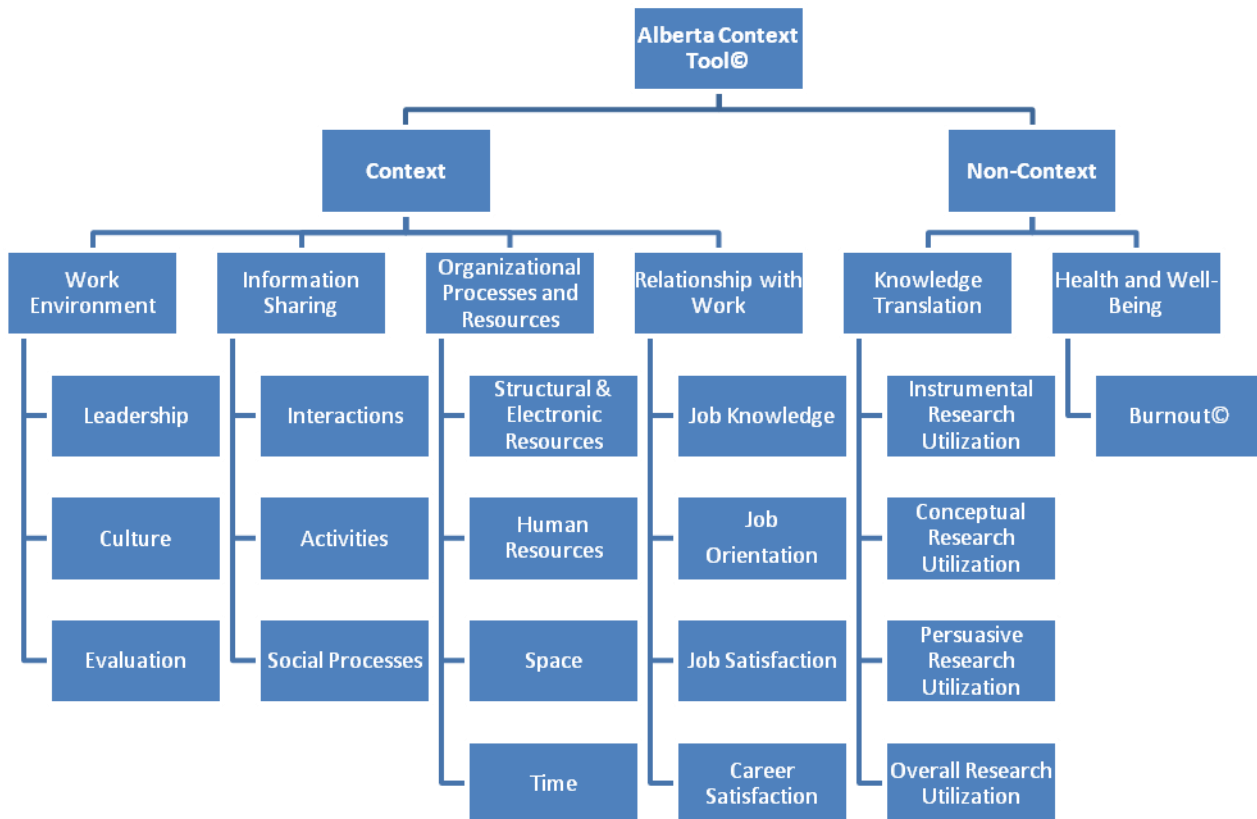 Alberta Context
Tool©
Context
Non-Context
Work
Environment
Information
Sharing
Organizational
Processes and
Resources
Relationship with
Work
Knowledge
Translation
Health and Well-
Being
Leadership
Culture
Evaluation
Interactions
Activities
Social Processes
Structural &
Electronic
Resources
Human
Resources
Space
Time
Job Knowledge
Job
Orientation
Job Satisfaction
Career
Satisfaction
Instrumental
Research
Utilization
Conceptual
Research
Utilization
Persuasive
Research
Utilization
Overall Research
Utilization
Burnout©